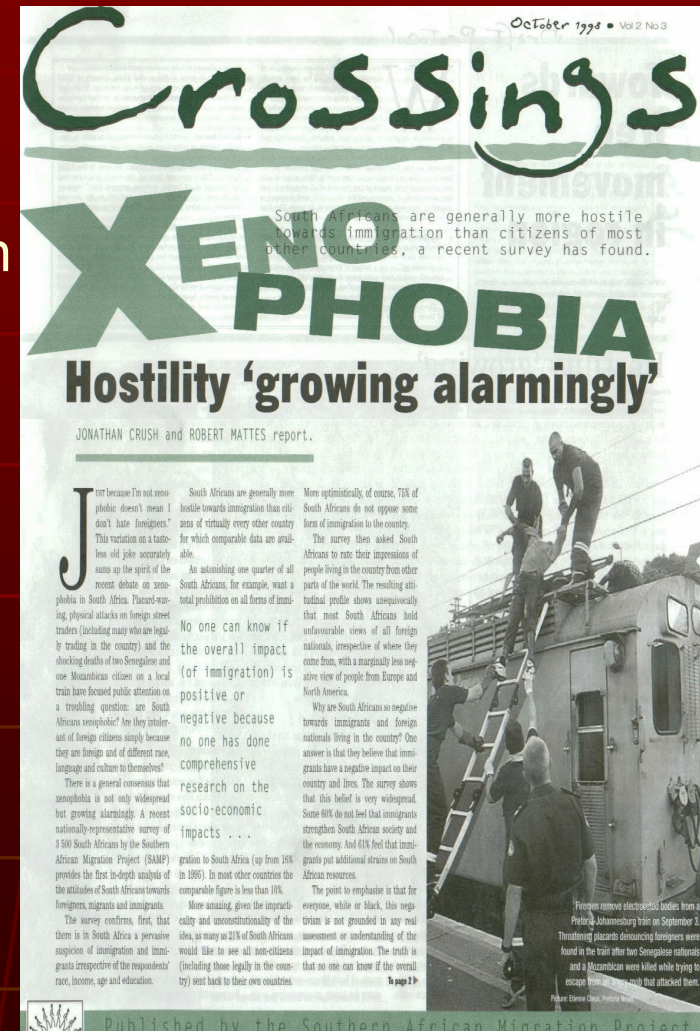 n
October 1998 • Vol 2 No 3
Crossings
South Africans are generally more hostile
towards immigration than citizens of most
other countries, a recent survey has found.
XENO
PHOBIA
Hostility ‘growing alarmingly’
JONATHAN CRUSH and ROBERT MATTES report.
JUST because I'm not xeno-
phobic doesn't mean I
don't hate foreigners."
This variation on a taste-
less old joke accurately
sums up the spirit of the
recent debate on xeno-
phobia in South Africa. Placard-wav-
ing, physical attacks on foreign street
traders (including many who are legal-
ly trading in the country) and the
shocking deaths of two Senegalese and
one Mozambican citizen on a local
train have focused public attention on
a troubling question: are South
Africans xenophobic? Are they intoler-
ant of foreign citizens simply because
they are foreign and of different race,
language and culture to themselves?
There is a general consensus that
xenophobia is not only widespread
but growing alarmingly. A recent
nationally-representative survey of
3 500 South Africans by the Southern
African Migration Project (SAMP)
provides the first in-depth analysis of
the attitudes of South Africans towards
foreigners, migrants and immigrants.
The survey confirms, first, that
there is in South Africa a pervasive
suspicion of immigration and immi-
grants irrespective of the respondents'
race, income, age and education.
South Africans are generally more
hostile towards immigration than citi-
zens of virtually every other country
for which comparable data are avail-
able.
An astonishing one quarter of all
South Africans, for example, want a
total prohibition on all forms of immi-
No one can know if
the overall impact
(of immigration) is
positive or
negative because
no one has done
comprehensive
research on the
socio-economic
impacts . . .
gration to South Africa (up from 16%
in 1995). In most other countries the
comparable figure is less than 10%.
More amazing, given the impracti-
cality and unconstitutionality of the
idea, as many as 21% of South Africans
would like to see all non-citizens
(including those legally in the coun-
try) sent back to their own countries.
More optimistically, of course, 75% of
South Africans do not oppose some
form of immigration to the country.
The survey then asked South
Africans to rate their impressions of
people living in the country from other
parts of the world. The resulting atti-
tudinal profile shows unequivocally
that most South Africans hold
unfavourable views of all foreign
nationals, irrespective of where they
come from, with a marginally less neg-
ative view of people from Europe and
North America.
Why are South Africans so negative
towards immigrants and foreign
nationals living in the country? One
answer is that they believe that immi-
grants have a negative impact on their
country and lives. The survey shows
that this belief is very widespread.
Some 60% do not feel that immigrants
strengthen South African society and
the economy. And 61% feel that immi-
grants put additional strains on South
African resources.
The point to emphasise is that for
everyone, white or black, this nega-
tivism is not grounded in any real
assessment or understanding of the
impact of immigration. The truth is
that no one can know if the overall
To page 2
Firemen remove electrocuted bodies from a
Pretoria-Johannesburg train on September 3.
Throatening placards denouncing foreigners were
found in the train after two Senegalese nationals
and a Mozambican were killed while trying to
escape from an angry mob that attacked them.
Picture: Etienne
Published by the Southern African Migration Project